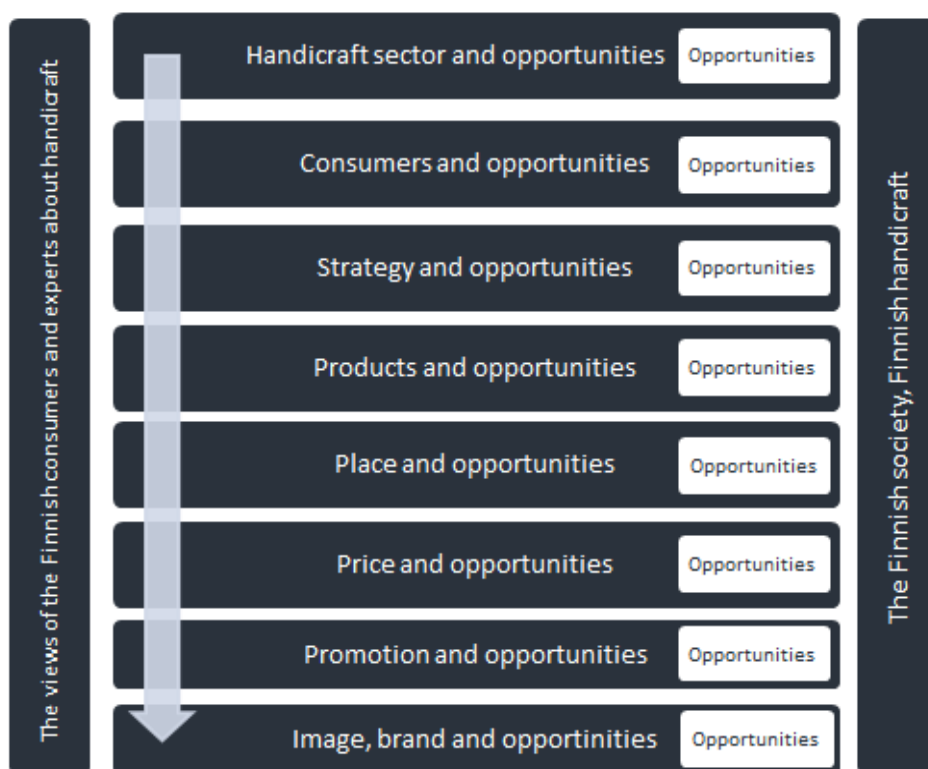 The views of the Finnish consumers and experts about handicraft
Handicraft sector and opportunities
Opportunities
Consumers and opportunities
Opportunities
Strategy and opportunities
Opportunities
Products and opportunities
Opportunities
Place and opportunities
Opportunities
Price and opportunities
Opportunities
Promotion and opportunities
Opportunities
Image, brand and opportinities
Opportunities
The Finnish society, Finnish handicraft